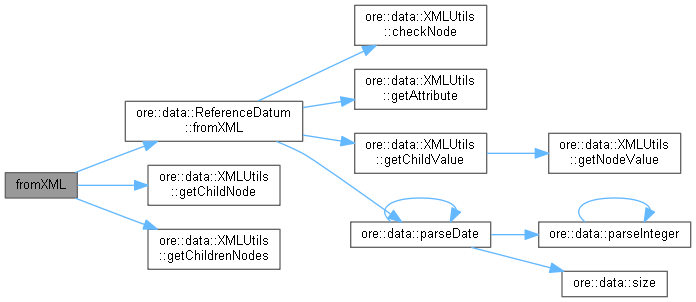 ore::data::XMLUtils
::checkNode
ore::data::XMLUtils
::getAttribute
ore::data::ReferenceDatum
::fromXML
ore::data::XMLUtils
::getChildValue
ore::data::XMLUtils
::getNodeValue
fromXML
ore::data::XMLUtils
::getChildNode
ore::data::parseDate
ore::data::parseInteger
ore::data::XMLUtils
::getChildrenNodes
ore::data::size